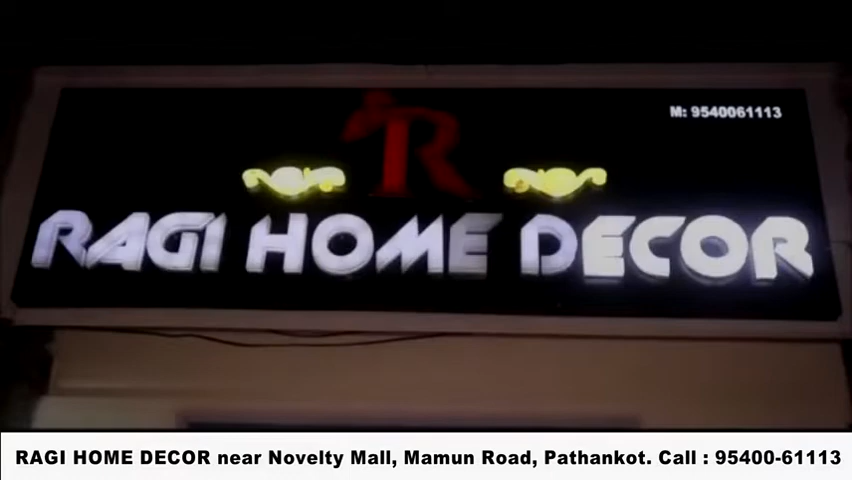 R
M: 9540061113
RAGI HOME DECOR
RAGI HOME DECOR near Novelty Mall, Mamun Road, Pathankot. Call : 95400-61113